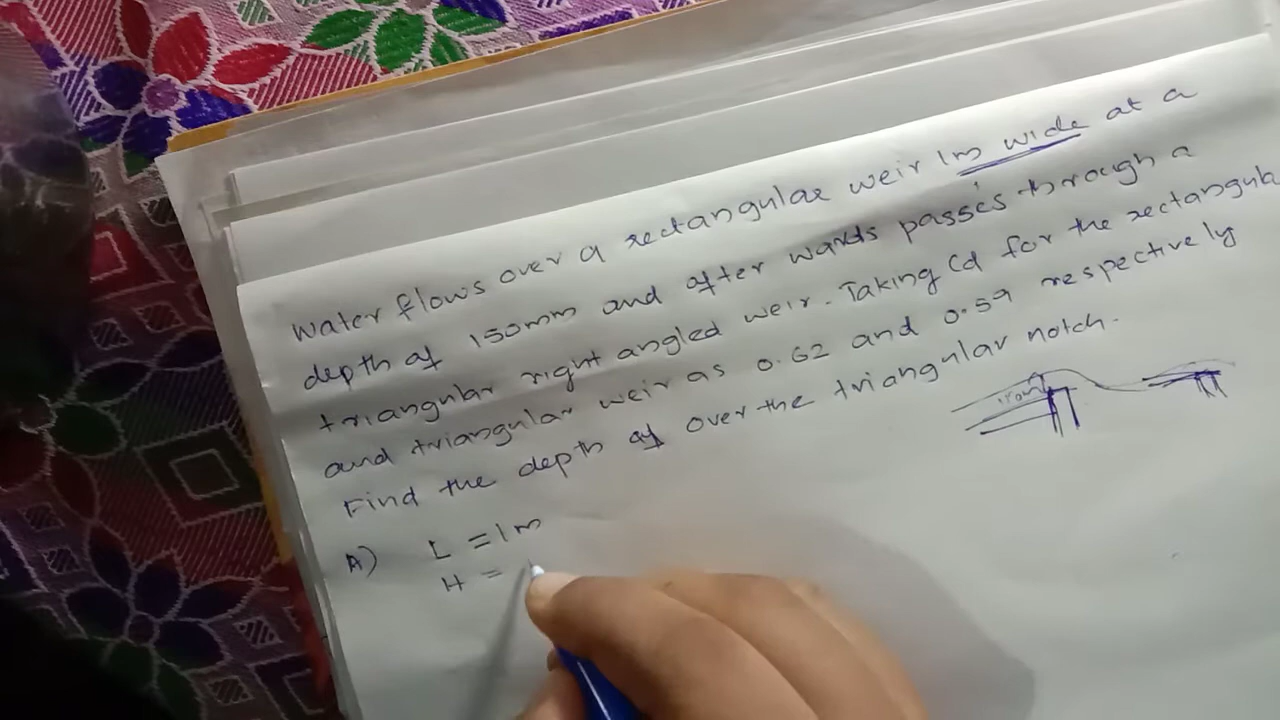 Water flows over a rectangular weir 1m wide at a
depth of 150mm and after wards passes through a
triangular right angled weir. Taking Cd for the rectangula
and triangular weir as 0.62 and 0.59 respectively
Find the depth of over the triangular notch.
A) L = 1m
H =